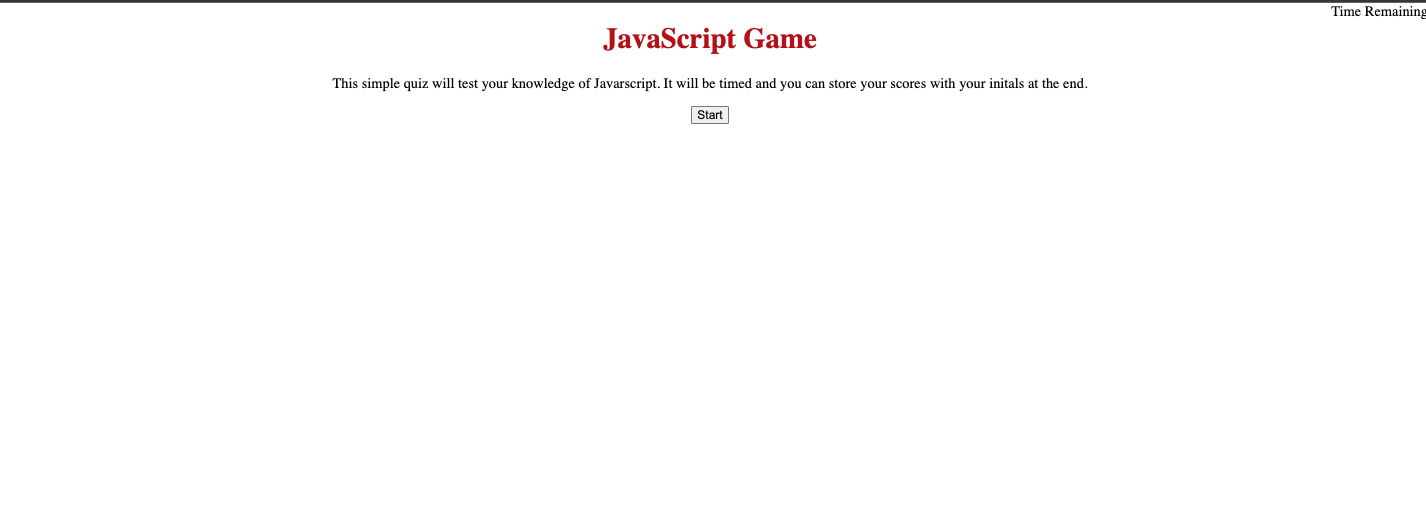 Time Remaining
JavaScript Game
This simple quiz will test your knowledge of Javarscript. It will be timed and you can store your scores with your initals at the end.
Start